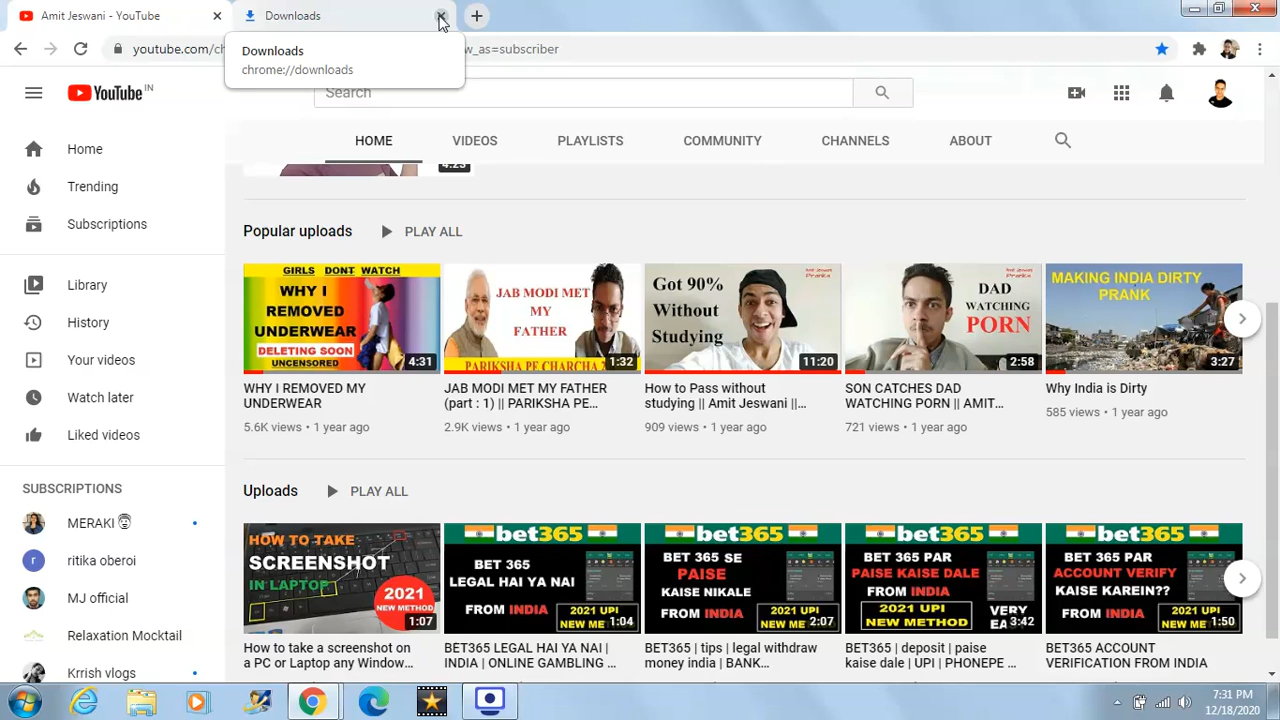 Amit Jeswani - YouTube
Downloads
Downloads
chrome://downloads
youtube.com/ch
w_as=subscriber
YouTube IN
Search
HOME
VIDEOS
PLAYLISTS
COMMUNITY
CHANNELS
ABOUT
Home
Trending
Subscriptions
Library
History
Your videos
Watch later
Liked videos
SUBSCRIPTIONS
MERAKI
ritika oberoi
MJ official
Relaxation Mocktail
Krrish vlogs
4:23
Popular uploads
PLAY ALL
GIRLS DONT WATCH
WHY I
REMOVED
UNDERWEAR
DELETING SOON
UNCENSORED
4:31
WHY I REMOVED MY
UNDERWEAR
5.6K views • 1 year ago
JAB MODI MET
MY
FATHER
PARIKSHA PE CHARCHA
1:32
JAB MODI MET MY FATHER
(part : 1) || PARIKSHA PE...
2.9K views • 1 year ago
Got 90%
Without
Studying
11:20
How to Pass without
studying || Amit Jeswani ||...
909 views • 1 year ago
DAD
WATCHING
PORN
2:58
SON CATCHES DAD
WATCHING PORN || AMIT...
721 views • 1 year ago
MAKING INDIA DIRTY
PRANK
3:27
Why India is Dirty
585 views • 1 year ago
Uploads
PLAY ALL
HOW TO TAKE
SCREENSHOT
IN LAPTOP
2021
NEW METHOD
1:07
How to take a screenshot on
a PC or Laptop any Window...
bet365
BET 365
LEGAL HAI YA NAI
FROM INDIA
2021 UPI
NEW ME
1:04
BET365 LEGAL HAI YA NAI |
INDIA | ONLINE GAMBLING ...
bet365
BET 365 SE
PAISE
KAISE NIKALE
FROM INDIA
2021 UPI
NEW ME
2:07
BET365 | tips | legal withdraw
money india | BANK...
bet365
BET 365 PAR
PAISE KAISE DALE
FROM INDIA
2021 UPI
NEW METHOD
VERY
EA
3:42
BET365 | deposit | paise
kaise dale | UPI | PHONEPE ...
bet365
BET 365 PAR
ACCOUNT VERIFY
KAISE KAREIN??
FROM INDIA
2021 UPI
NEW ME
1:50
BET365 ACCOUNT
VERIFICATION FROM INDIA
7:31 PM
12/18/2020